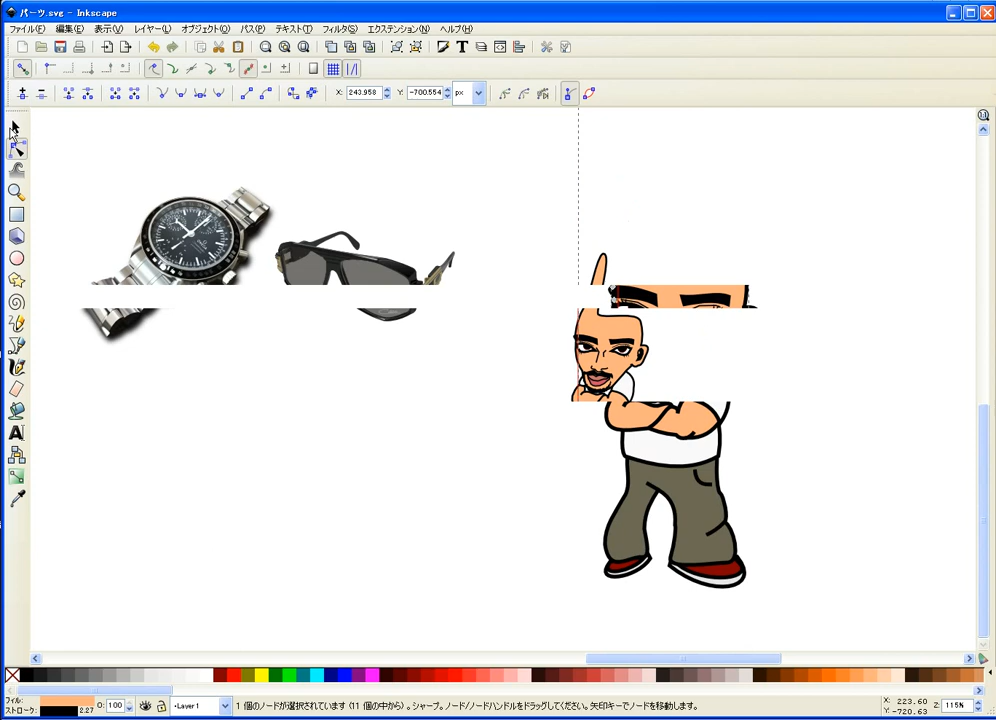 パーツ.svg - Inkscape
ファイル(F) 編集(E) 表示(V) レイヤー(L) オブジェクト(O) パス(P) テキスト(T) フィルタ(S) エクステンション(N) ヘルプ(H)
X: 243.958 Y: -700.554 px
フィル:
ストローク: 2.27
O: 100
•Layer1
1 個のノードが選択されています (11 個の中から)。シャープ。ノード/ノードハンドルをドラッグしてください。矢印キーでノードを移動します。
X: 223.60
Y: -720.63
Z: 115%